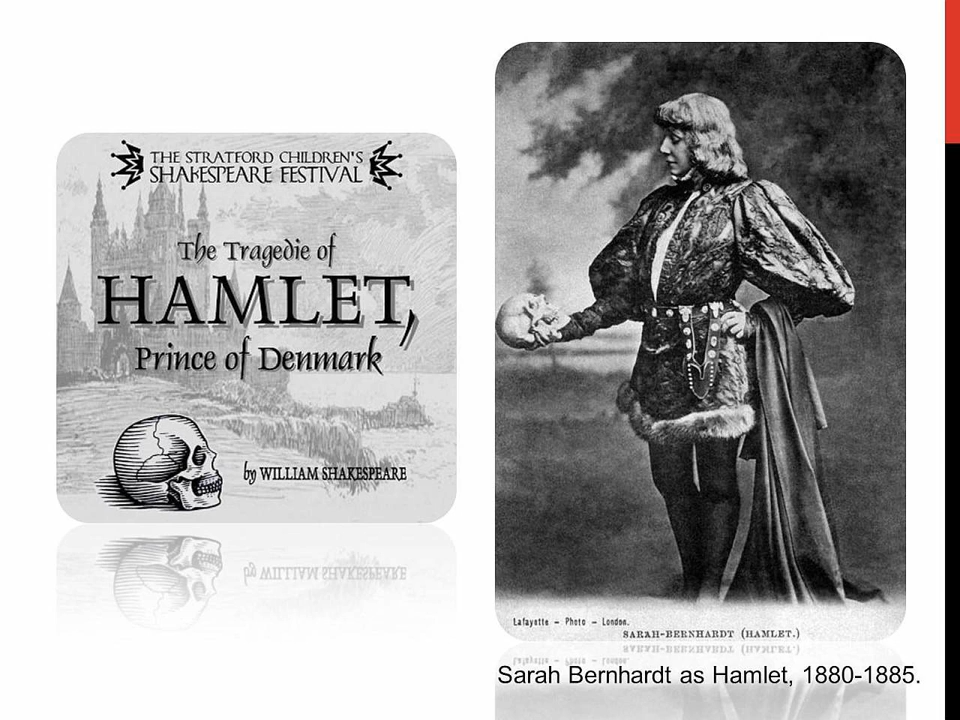 THE STRATFORD CHILDREN'S
SHAKESPEARE FESTIVAL
The Tragedie of
HAMLET,
Prince of Denmark
by WILLIAM SHAKESPEARE
Lafayette - Photo - London.
SARAH-BERNHARDT (HAMLET.)
Sarah Bernhardt as Hamlet, 1880-1885.